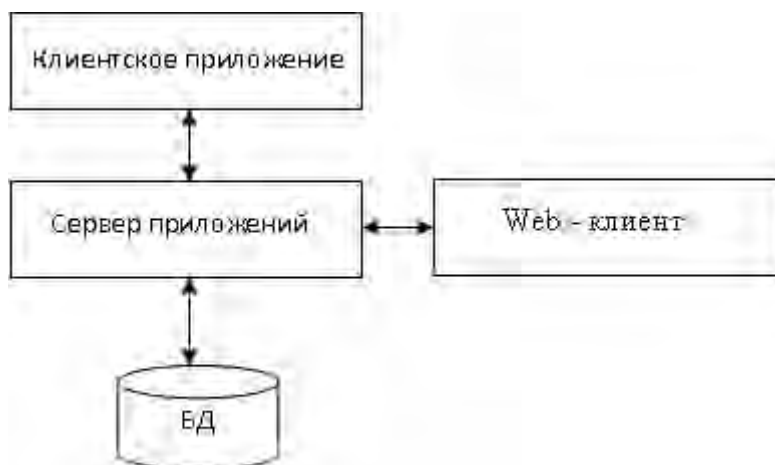 Клиентское приложение
Сервер приложений
Web - клиент
БД